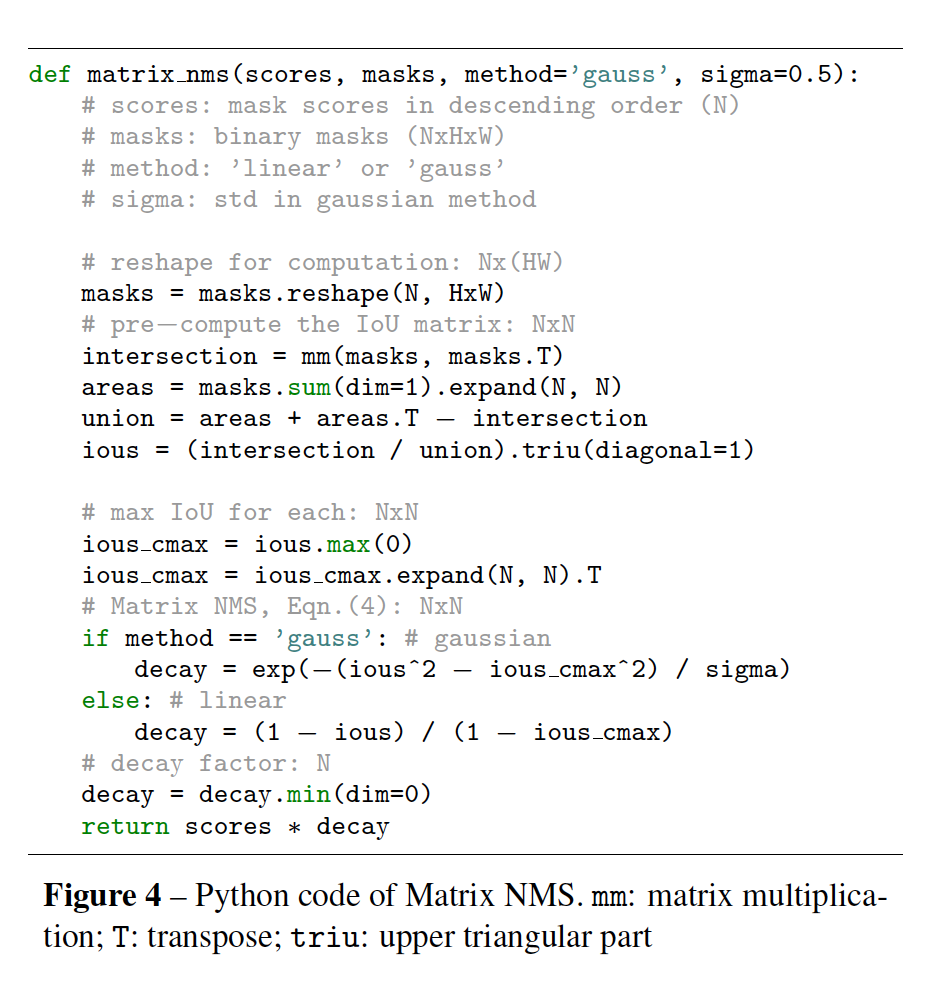 def matrix_nms(scores, masks, method=’gauss’, sigma=0.5):
# scores: mask scores in descending order (N)
# masks: binary masks (NxHxW)
# method: ’linear’ or ’gauss’
# sigma: std in gaussian method
# reshape for computation: Nx(HW)
masks = masks.reshape(N, HxW)
# pre−compute the IoU matrix: NxN
intersection = mm(masks, masks.T)
areas = masks.sum(dim=1).expand(N, N)
union = areas + areas.T − intersection
ious = (intersection / union).triu(diagonal=1)
# max IoU for each: NxN
ious_cmax = ious.max(0)
ious_cmax = ious_cmax.expand(N, N).T
# Matrix NMS, Eqn.(4): NxN
if method == ’gauss’: # gaussian
decay = exp(−(ious^2 − ious_cmax^2) / sigma)
else: # linear
decay = (1 − ious) / (1 − ious_cmax)
# decay factor: N
decay = decay.min(dim=0)
return scores * decay
Figure 4 – Python code of Matrix NMS. mm: matrix multiplica-
tion; T: transpose; triu: upper triangular part